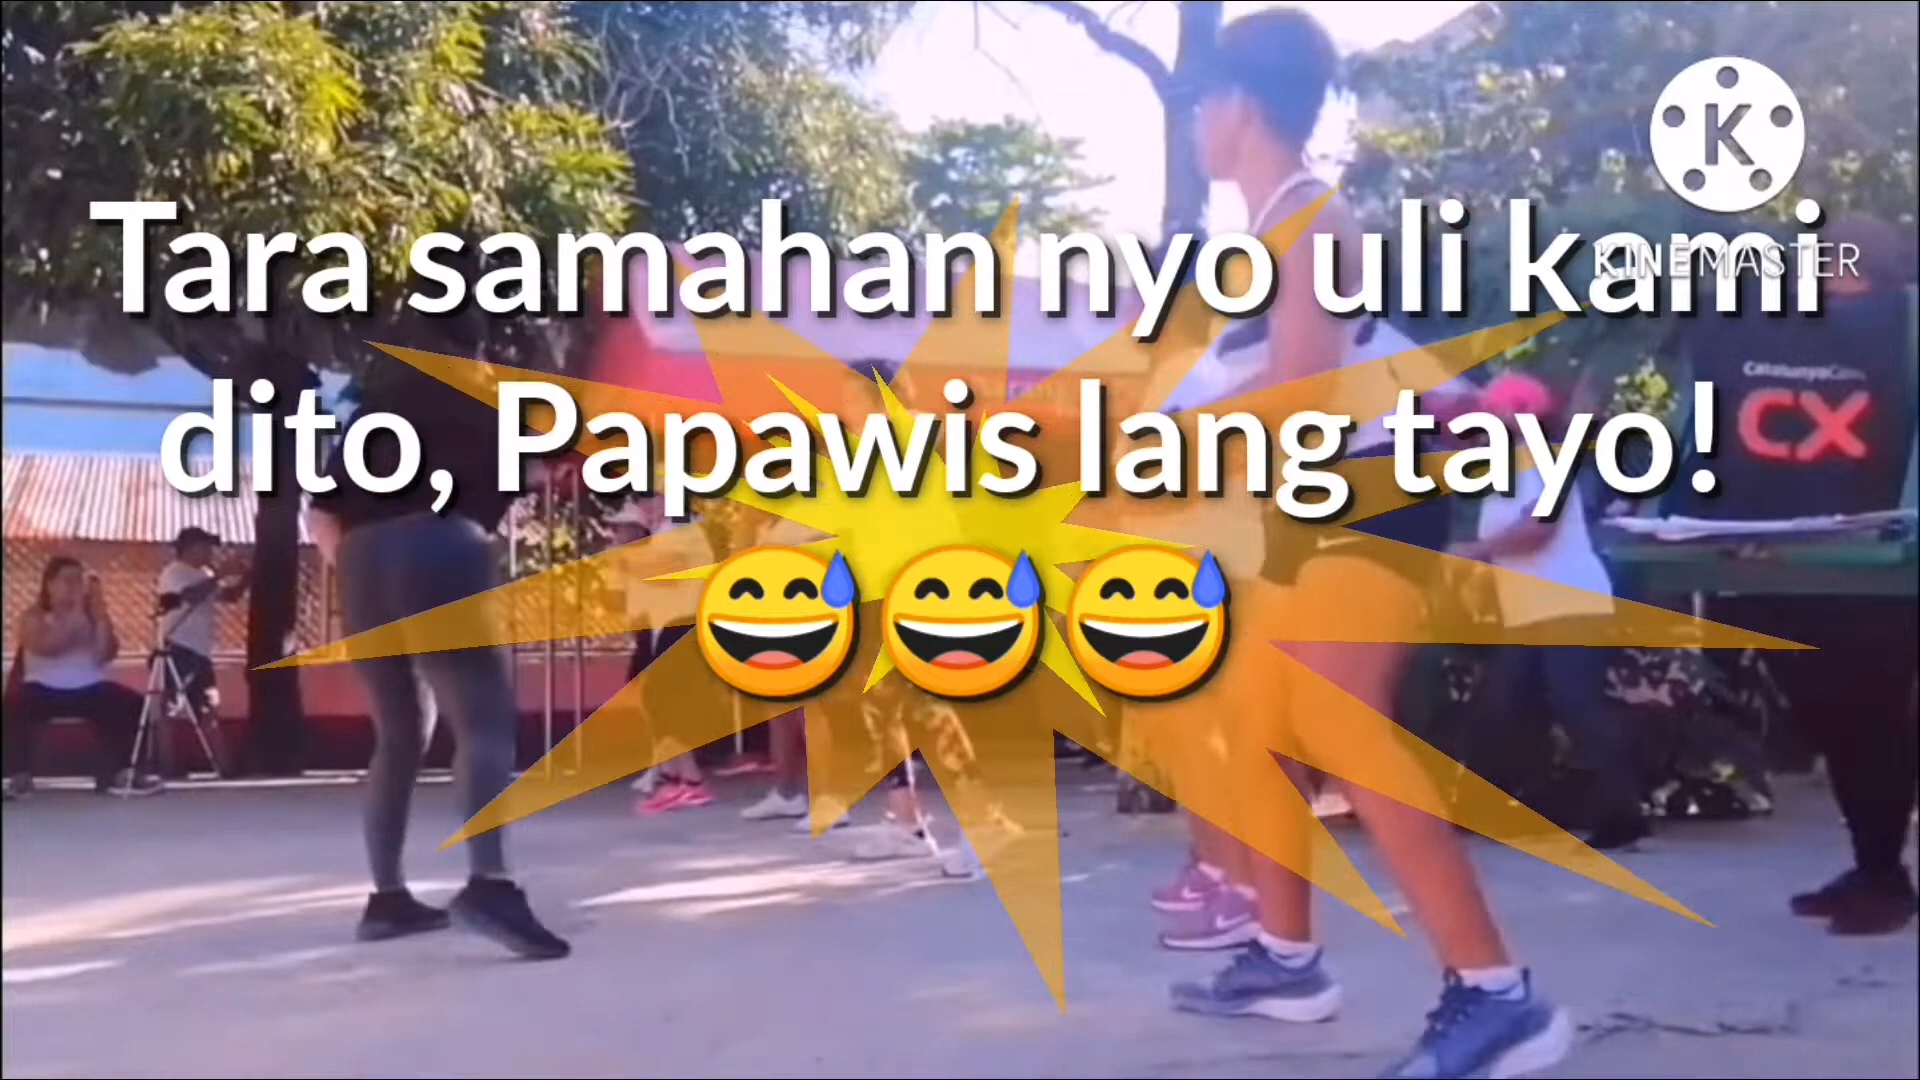 Tara samahan nyo uli kami
dito, Papawis lang tayo!
K
KINEMASTER
CX